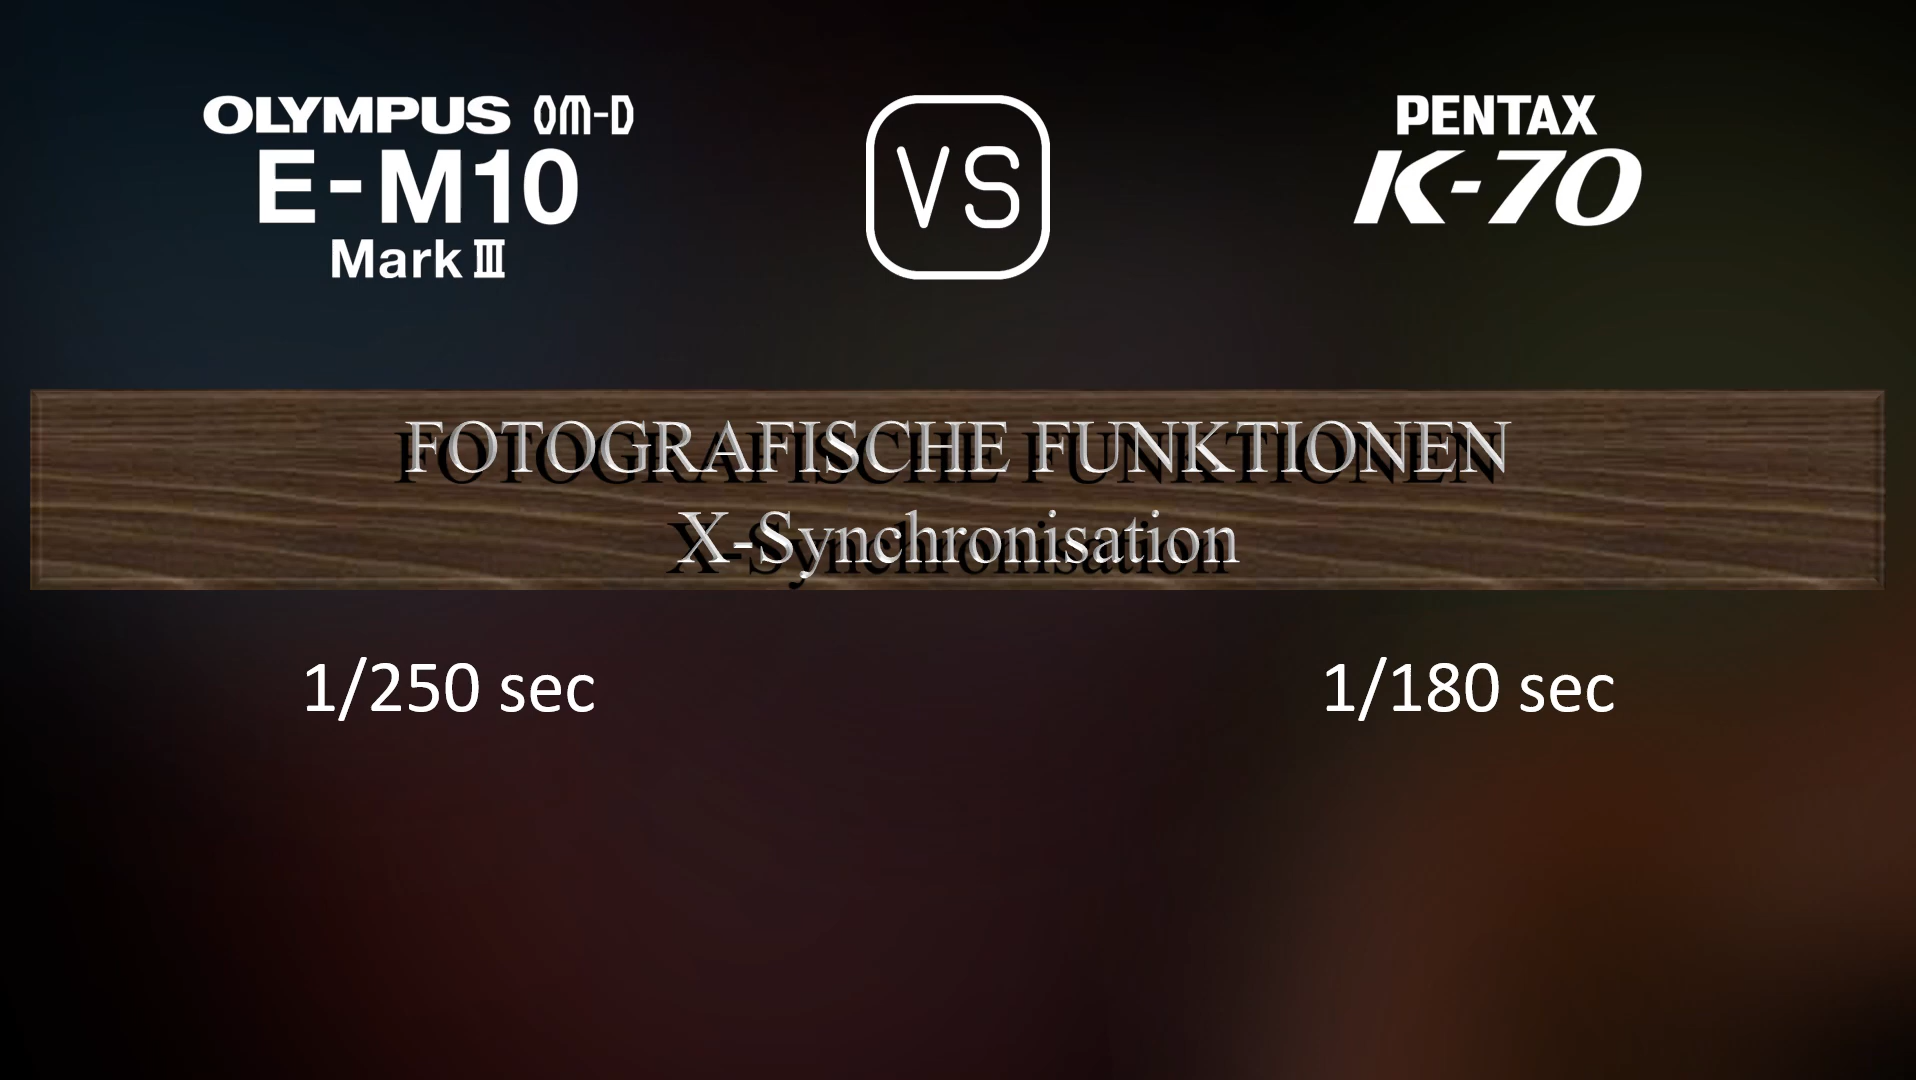 OLYMPUS OM-D
E-M10
Mark III
VS
PENTAX
K-70
FOTOGRAFISCHE FUNKTIONEN
X-Synchronisation
1/250 sec
1/180 sec